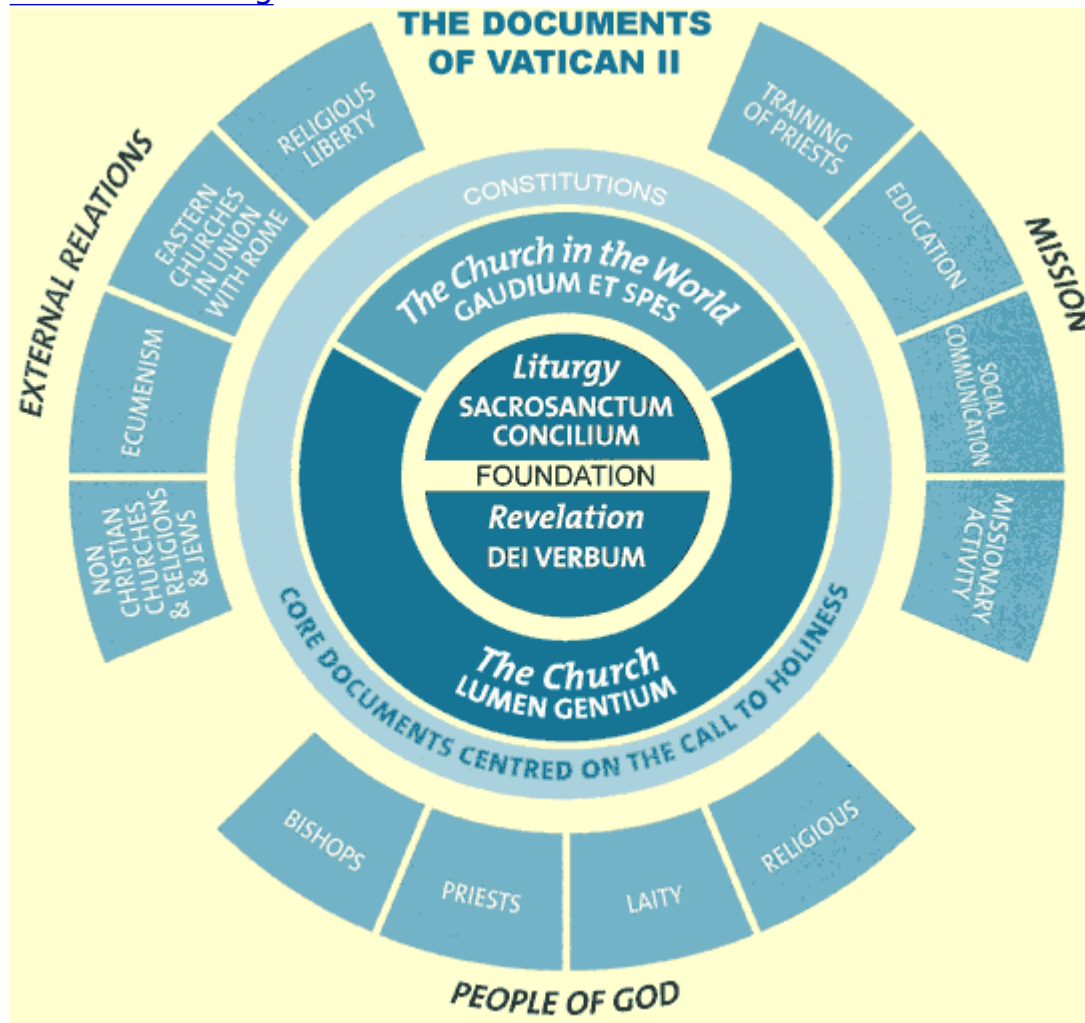 THE DOCUMENTS
OF VATICAN II
EXTERNAL RELATIONS
RELIGIOUS
LIBERTY
EASTERN
CHURCHES
IN UNION
WITH ROME
ECUMENISM
NON
CHRISTIAN
CHURCHES
& RELIGIONS
& JEWS
MISSION
TRAINING
OF PRIESTS
EDUCATION
SOCIAL
COMMUNICATION
MISSIONARY
ACTIVITY
CONSTITUTIONS
The Church in the World
GAUDIUM ET SPES
Liturgy
SACROSANCTUM
CONCILIUM
FOUNDATION
Revelation
DEI VERBUM
The Church
LUMEN GENTIUM
CORE DOCUMENTS CENTRED ON THE CALL TO HOLINESS
BISHOPS
PRIESTS
LAITY
RELIGIOUS
PEOPLE OF GOD